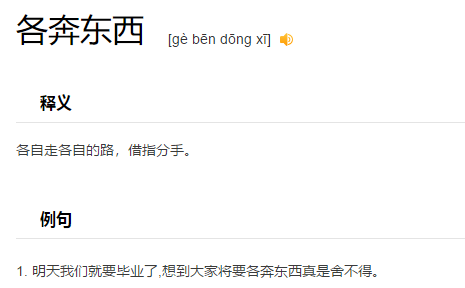 各奔东西 [gè bēn dōng xī]
释义
各自走各自的路，借指分手。
例句
1. 明天我们就要毕业了,想到大家将要各奔东西真是舍不得。